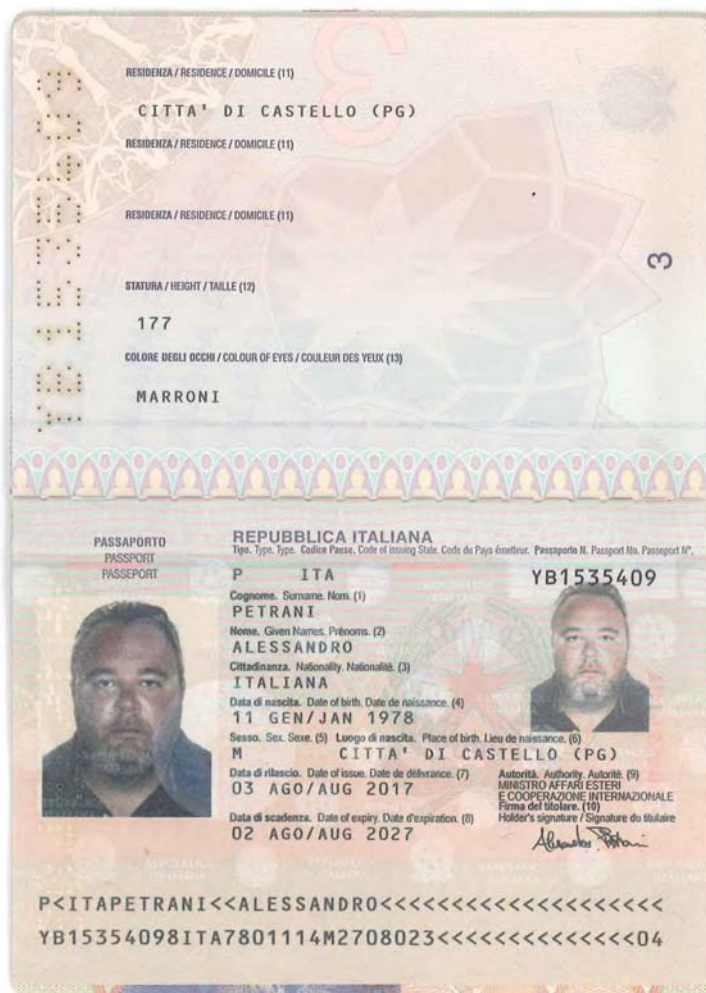 RESIDENZA / RESIDENCE / DOMICILE (11)
CITTA' DI CASTELLO (PG)
RESIDENZA / RESIDENCE / DOMICILE (11)
RESIDENZA / RESIDENCE / DOMICILE (11)
3
STATURA / HEIGHT / TAILLE (12)
177
COLORE DEGLI OCCHI / COLOUR OF EYES / COULEUR DES YEUX (13)
MARRONI
PASSAPORTO
PASSPORT
PASSEPORT
REPUBBLICA ITALIANA
Tipo. Type. Type. Codice Paese. Code of issuing State. Code du Pays émetteur. Passaporto N. Passport No. Passeport N°.
P ITA YB1535409
Cognome. Surname. Nom. (1)
PETRANI
Nome. Given Names. Prénoms. (2)
ALESSANDRO
Cittadinanza. Nationality. Nationalité. (3)
ITALIANA
Data di nascita. Date of birth. Date de naissance. (4)
11 GEN/JAN 1978
Sesso. Sex. Sexe. (5) Luogo di nascita. Place of birth. Lieu de naissance. (6)
M CITTA' DI CASTELLO (PG)
Data di rilascio. Date of issue. Date de délivrance. (7)
03 AGO/AUG 2017
Autorità. Authority. Autorité. (9)
MINISTRO AFFARI ESTERI
E COOPERAZIONE INTERNAZIONALE
Data di scadenza. Date of expiry. Date d'expiration. (8)
02 AGO/AUG 2027
Firma del titolare. (10)
Holder's signature / Signature du titulaire
P<ITAPETRANI<<ALESSANDRO<<<<<<<<<<<<<<<<<<<<
YB15354098ITA7801114M2708023<<<<<<<<<<<<<<04